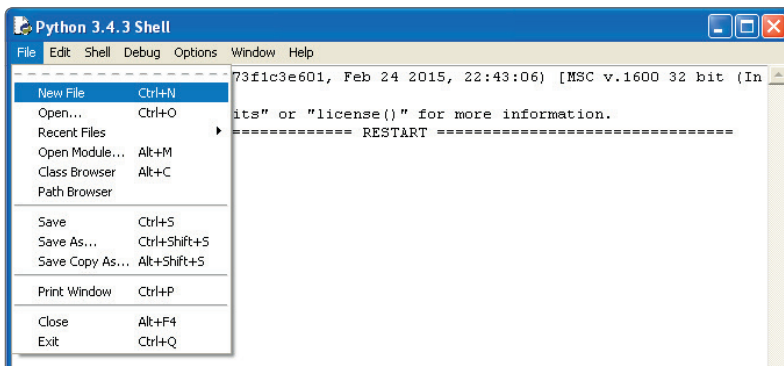 Python 3.4.3 Shell
File Edit Shell Debug Options Window Help
73f1c3e601, Feb 24 2015, 22:43:06) [MSC v.1600 32 bit (In
its" or "license()" for more information.
============= RESTART ================================
New File Ctrl+N
Open... Ctrl+O
Recent Files
Open Module... Alt+M
Class Browser Alt+C
Path Browser
Save Ctrl+S
Save As... Ctrl+Shift+S
Save Copy As... Alt+Shift+S
Print Window Ctrl+P
Close Alt+F4
Exit Ctrl+Q